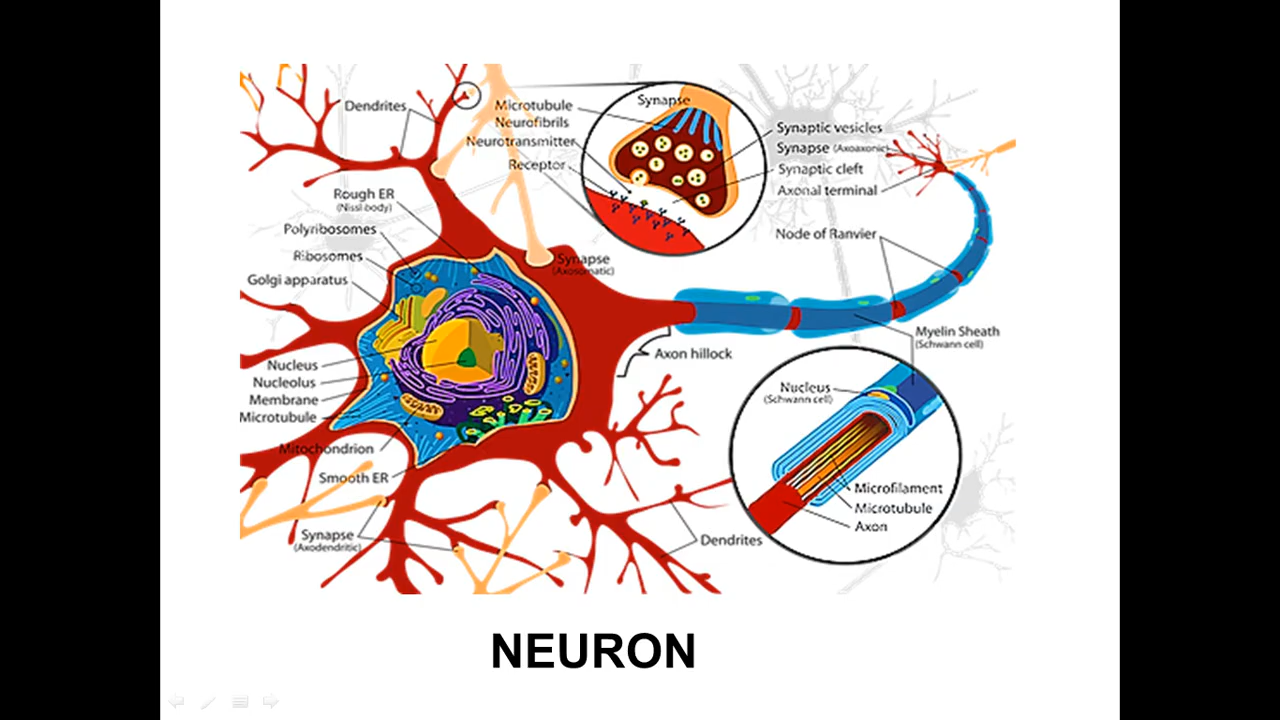 Dendrites
Microtubule
Neurofibrils
Neurotransmitter
Receptor
Synapse
Synaptic vesicles
Synapse (Axoaxonic)
Synaptic cleft
Axonal terminal
Rough ER
(Nissl body)
Polyribosomes
Ribosomes
Golgi apparatus
Synapse
(Axosomatic)
Node of Ranvier
Myelin Sheath
(Schwann cell)
Axon hillock
Nucleus
Nucleolus
Membrane
Microtubule
Mitochondrion
Smooth ER
Synapse
(Axodendritic)
Nucleus
(Schwann cell)
Microfilament
Microtubule
Axon
Dendrites
NEURON